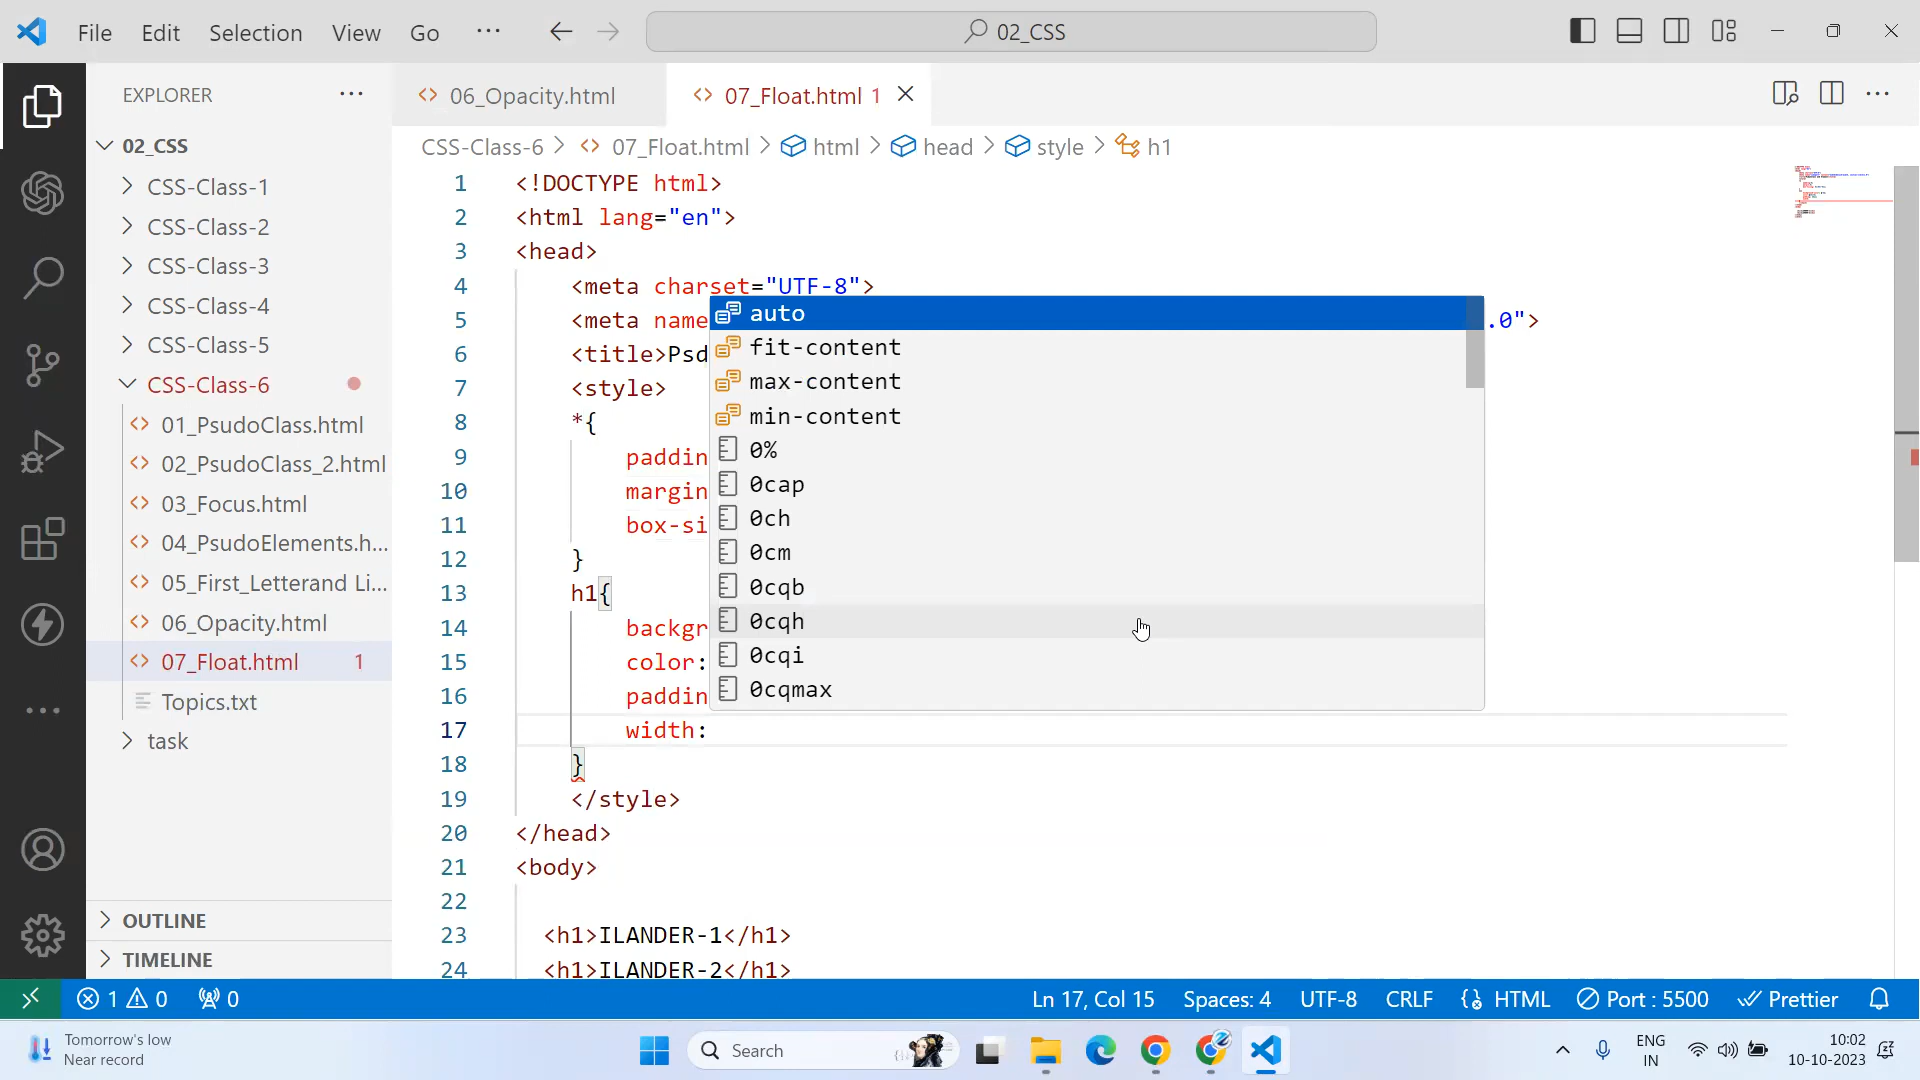 File Edit Selection View Go ··· 02_CSS
EXPLORER ···
06_Opacity.html
07_Float.html 1
CSS-Class-6 > 07_Float.html > html > head > style > h1
02_CSS
CSS-Class-1
CSS-Class-2
CSS-Class-3
CSS-Class-4
CSS-Class-5
CSS-Class-6
01_PsudoClass.html
02_PsudoClass_2.html
03_Focus.html
04_PsudoElements.h...
05_First_Letterand Li...
06_Opacity.html
07_Float.html 1
Topics.txt
task
OUTLINE
TIMELINE
1 <!DOCTYPE html>
2 <html lang="en">
3 <head>
4 <meta charset="UTF-8">
5 <meta name .0">
6 <title>Psd
7 <style>
8 *{
9 paddin
10 margin
11 box-si
12 }
13 h1{
14 backgr
15 color:
16 paddin
17 width:
18 }
19 </style>
20 </head>
21 <body>
22
23 <h1>ILANDER-1</h1>
24 <h1>ILANDER-2</h1>
auto
fit-content
max-content
min-content
0%
0cap
0ch
0cm
0cqb
0cqh
0cqi
0cqmax
1 0 0 Ln 17, Col 15 Spaces: 4 UTF-8 CRLF HTML Port : 5500 Prettier
Tomorrow's low
Near record
Search
ENG
IN
10:02
10-10-2023